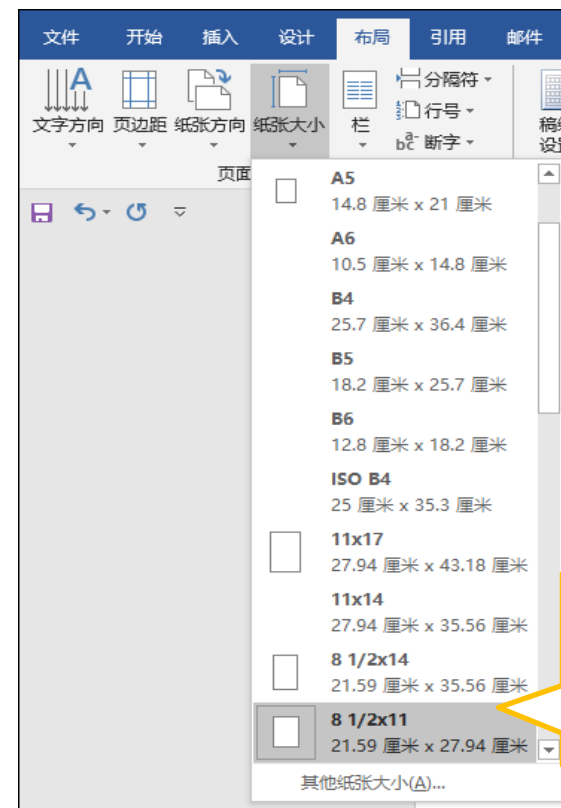 文件 开始 插入 设计 布局 引用 邮件
文字方向 页边距 纸张方向 纸张大小 栏 分隔符
行号
断字
A5
14.8 厘米 x 21 厘米
A6
10.5 厘米 x 14.8 厘米
B4
25.7 厘米 x 36.4 厘米
B5
18.2 厘米 x 25.7 厘米
B6
12.8 厘米 x 18.2 厘米
ISO B4
25 厘米 x 35.3 厘米
11x17
27.94 厘米 x 43.18 厘米
11x14
27.94 厘米 x 35.56 厘米
8 1/2x14
21.59 厘米 x 35.56 厘米
8 1/2x11
21.59 厘米 x 27.94 厘米
其他纸张大小(A)...